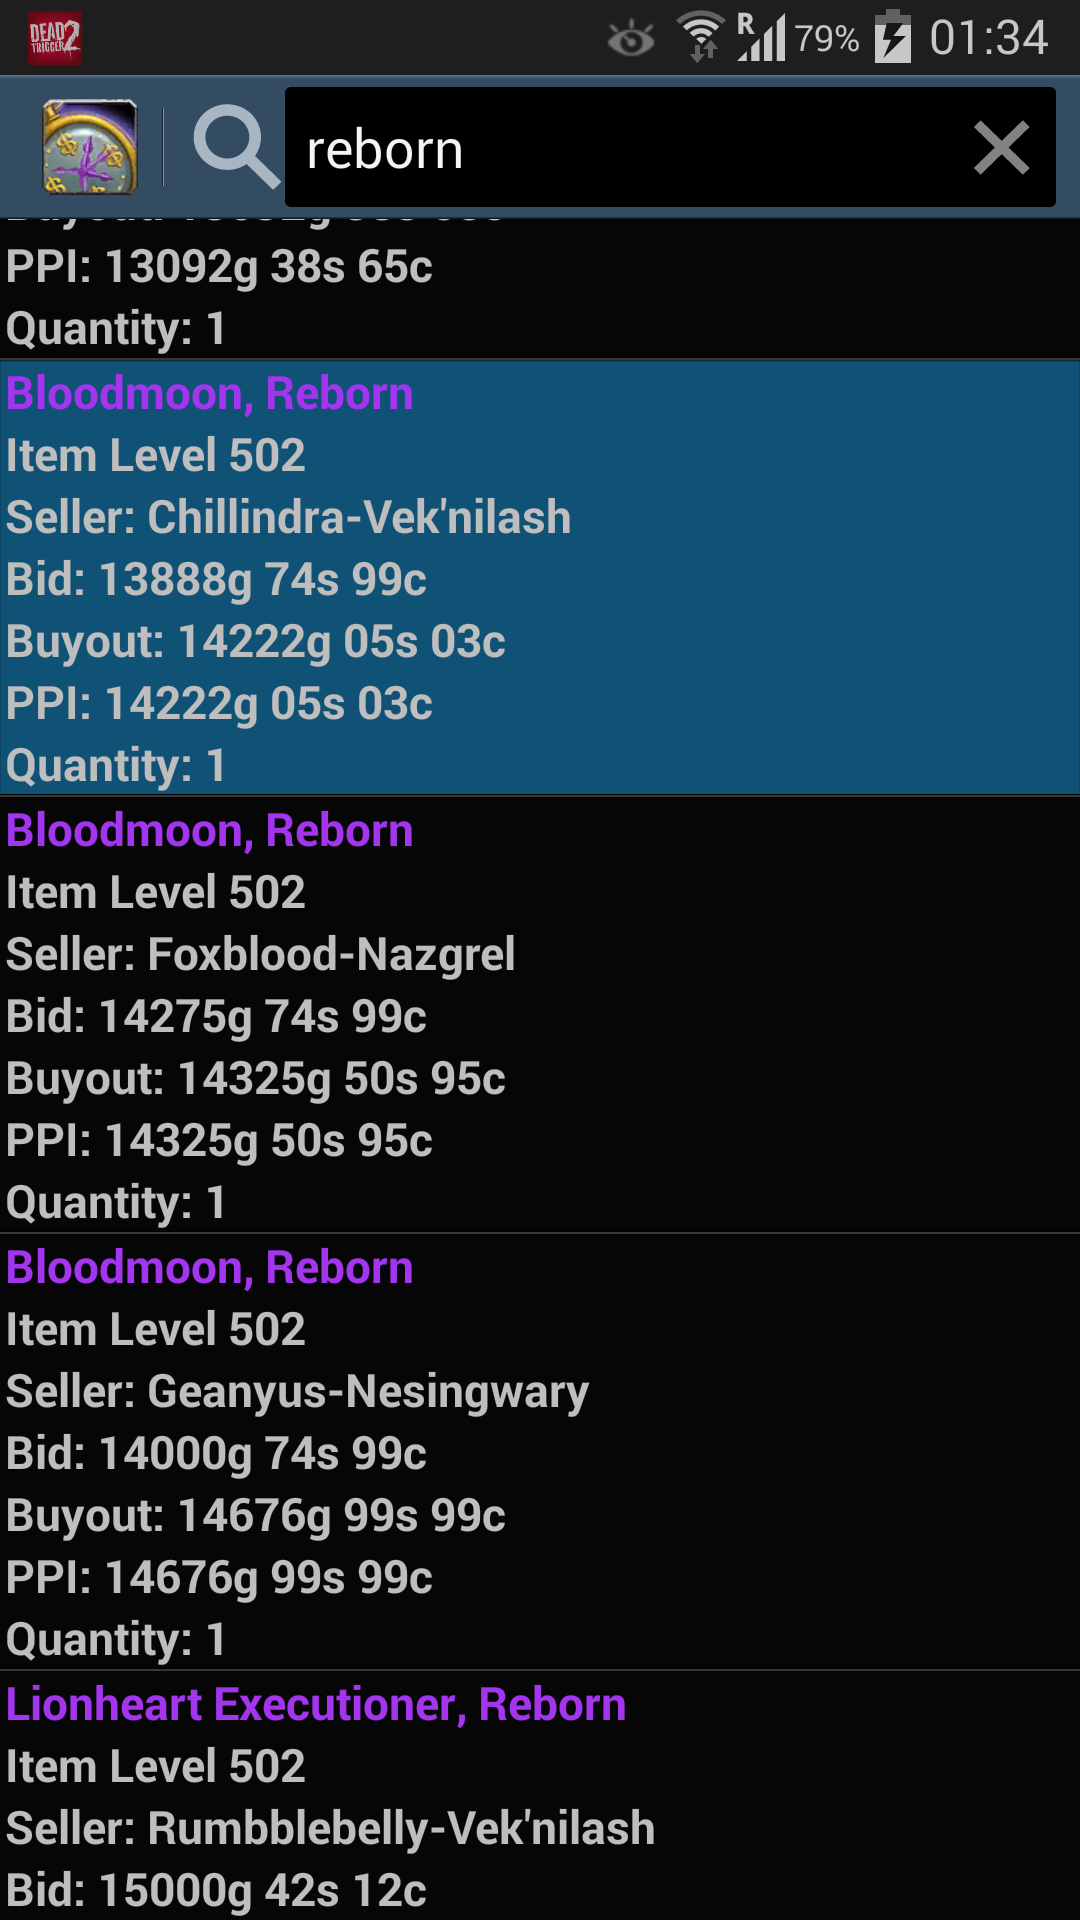 DEAD
TRIGGER 2
R 79% 01:34
reborn
PPI: 13092g 38s 65c
Quantity: 1
Bloodmoon, Reborn
Item Level 502
Seller: Chillindra-Vek'nilash
Bid: 13888g 74s 99c
Buyout: 14222g 05s 03c
PPI: 14222g 05s 03c
Quantity: 1
Bloodmoon, Reborn
Item Level 502
Seller: Foxblood-Nazgrel
Bid: 14275g 74s 99c
Buyout: 14325g 50s 95c
PPI: 14325g 50s 95c
Quantity: 1
Bloodmoon, Reborn
Item Level 502
Seller: Geanyus-Nesingwary
Bid: 14000g 74s 99c
Buyout: 14676g 99s 99c
PPI: 14676g 99s 99c
Quantity: 1
Lionheart Executioner, Reborn
Item Level 502
Seller: Rumbblebelly-Vek'nilash
Bid: 15000g 42s 12c